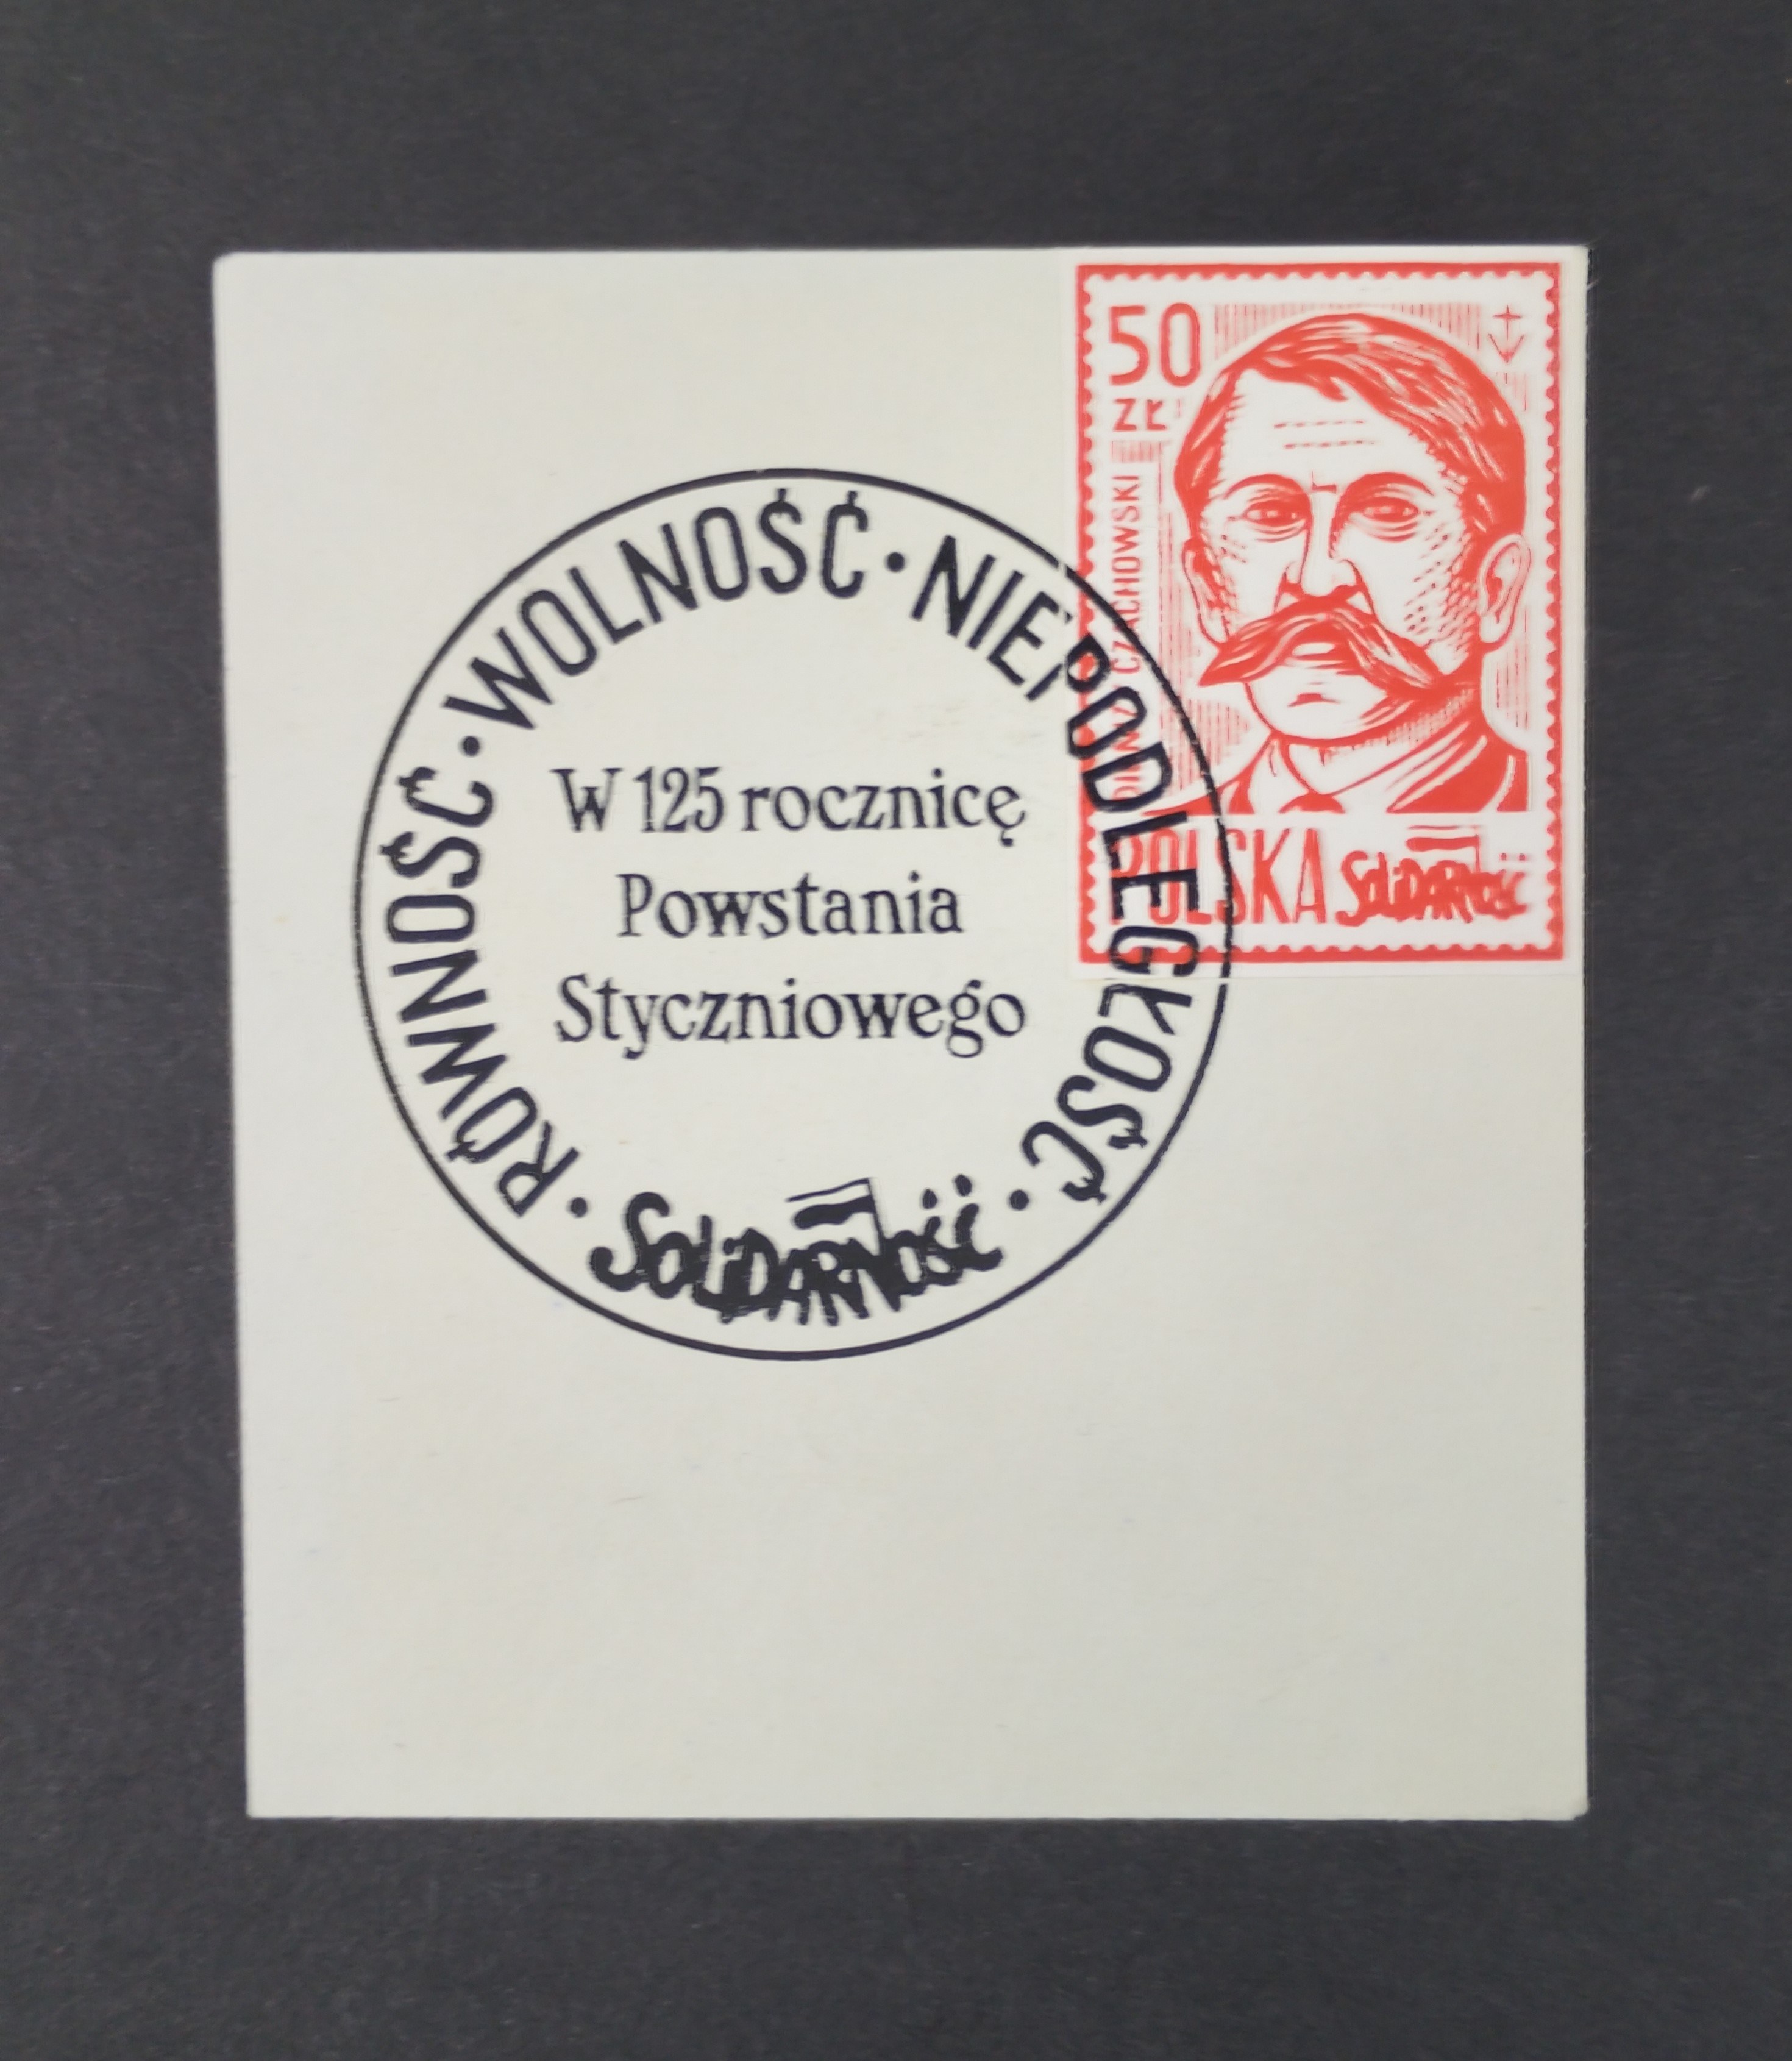 50
ZŁ
CZACHOWSKI
POLSKA SOLiDARNOŚĆ
RÓWNOŚĆ · WOLNOŚĆ · NIEPODLEGŁOŚĆ ·
W 125 rocznicę
Powstania
Styczniowego
SOLiDARNOŚĆ